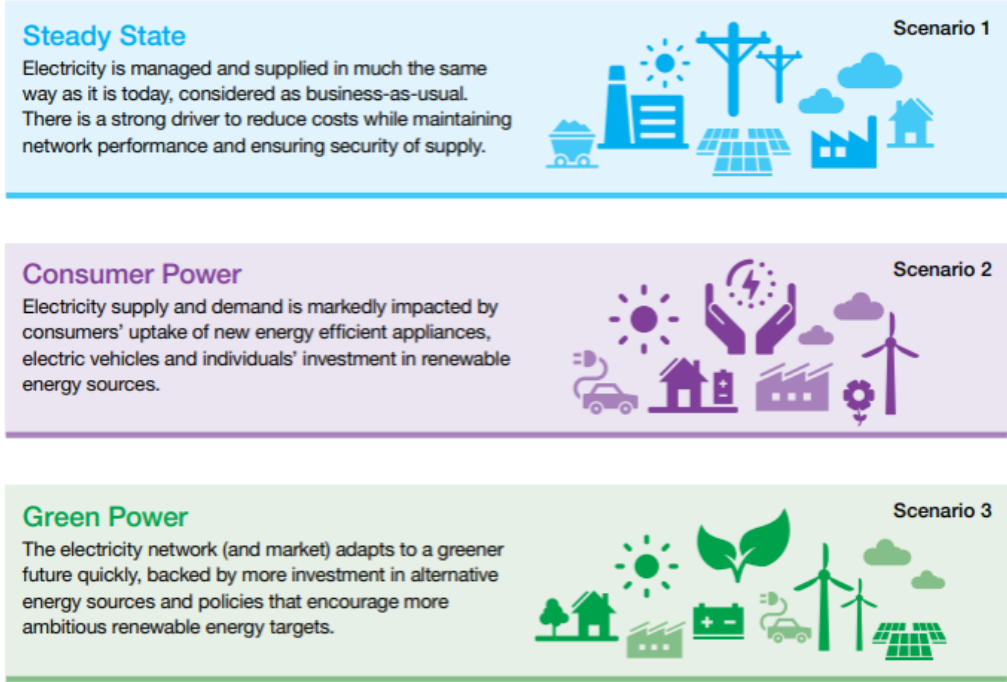 Steady State
Scenario 1
Electricity is managed and supplied in much the same
way as it is today, considered as business-as-usual.
There is a strong driver to reduce costs while maintaining
network performance and ensuring security of supply.
Consumer Power
Scenario 2
Electricity supply and demand is markedly impacted by
consumers’ uptake of new energy efficient appliances,
electric vehicles and individuals’ investment in renewable
energy sources.
Green Power
Scenario 3
The electricity network (and market) adapts to a greener
future quickly, backed by more investment in alternative
energy sources and policies that encourage more
ambitious renewable energy targets.